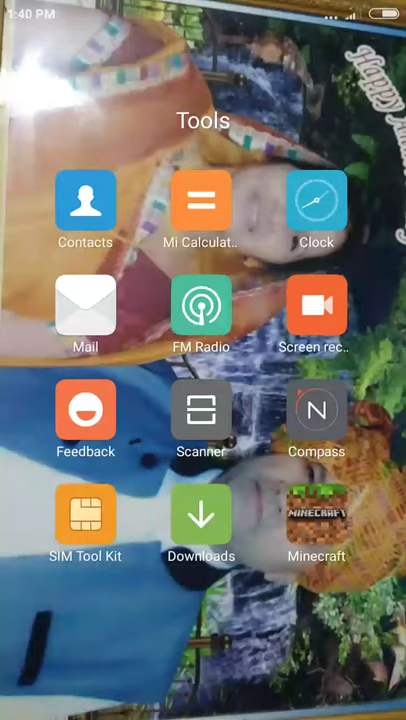 1:40 PM
Happy
Tools
Contacts
Mi Calculat..
Clock
Mail
FM Radio
Screen rec..
Feedback
Scanner
N
Compass
MINECRAFT
SIM Tool Kit
Downloads
Minecraft